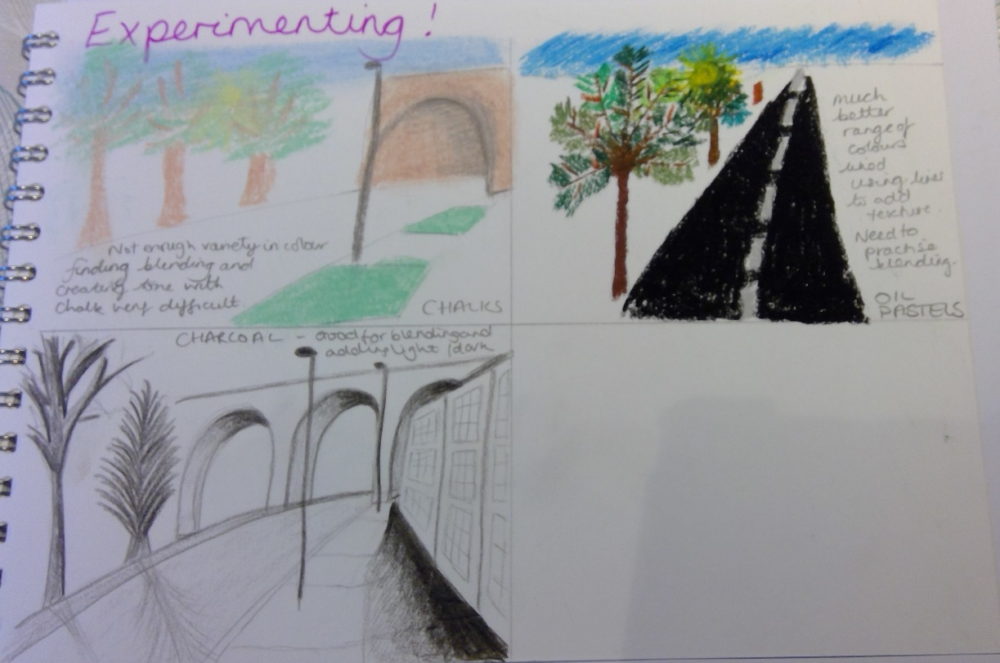 Experimenting!
Not enough variety in colour
finding blending and
creating tone with
chalk very difficult.
CHALKS
much
better
range of
colours
used
using lines
to add
texture.
Need to
practise
blending.
OIL
PASTELS
CHARCOAL - Good for blending and
adding light / dark